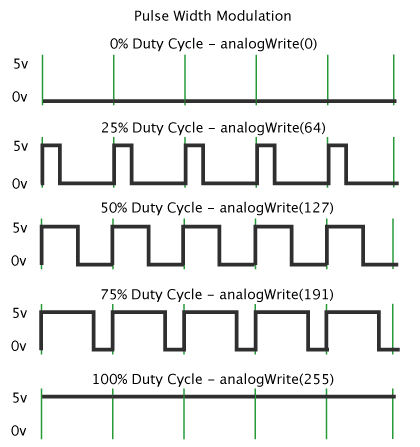 Pulse Width Modulation
0% Duty Cycle – analogWrite(0)
5v
0v
25% Duty Cycle – analogWrite(64)
5v
0v
50% Duty Cycle – analogWrite(127)
5v
0v
75% Duty Cycle – analogWrite(191)
5v
0v
100% Duty Cycle – analogWrite(255)
5v
0v